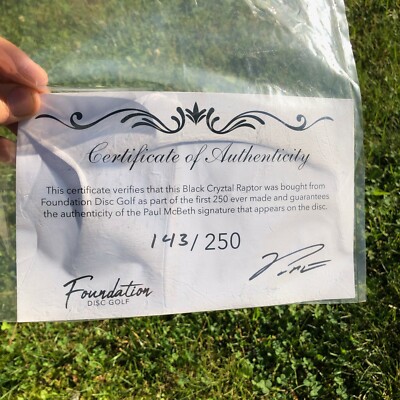 Certificate of Authenticity
This certificate verifies that this Black Cryztal Raptor was bought from
Foundation Disc Golf as part of the first 250 ever made and guarantees
the authenticity of the Paul McBeth signature that appears on the disc.
143/250
Foundation
DISC GOLF